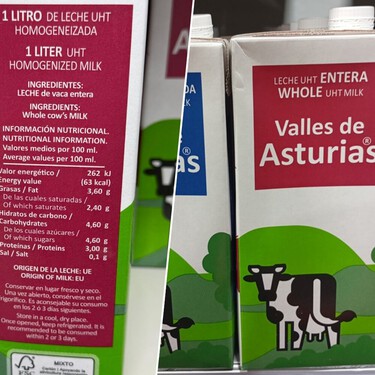 1 LITRO DE LECHE UHT
HOMOGENEIZADA
1 LITER UHT
HOMOGENIZED MILK
INGREDIENTES:
LECHE de vaca entera
INGREDIENTS:
Whole cow's MILK
INFORMACIÓN NUTRICIONAL.
NUTRITIONAL INFORMATION.
Valores medios por 100 ml.
Average values per 100 ml.
Valor energético / 262 kJ
Energy value (63 kcal)
Grasas / Fat 3,60 g
De las cuales saturadas /
Of which saturates 2,40 g
Hidratos de carbono /
Carbohydrates 4,60 g
De los cuales azúcares /
Of which sugars 4,60 g
Proteínas / Proteins 3,00 g
Sal / Salt 0,1 g
ORIGEN DE LA LECHE: UE
ORIGIN OF MILK: EU
Conservar en lugar fresco y seco.
Una vez abierto, consérvese en el
frigorífico. Es aconsejable su consumo
en los 2 ó 3 días siguientes.
Store in a cool, dry place.
Once opened, keep refrigerated. It is
recommended to be consumed
within 2 or 3 days.
FSC
MIXTO
As
DA
as®
LECHE UHT ENTERA
WHOLE UHT MILK
Valles de
Asturias®